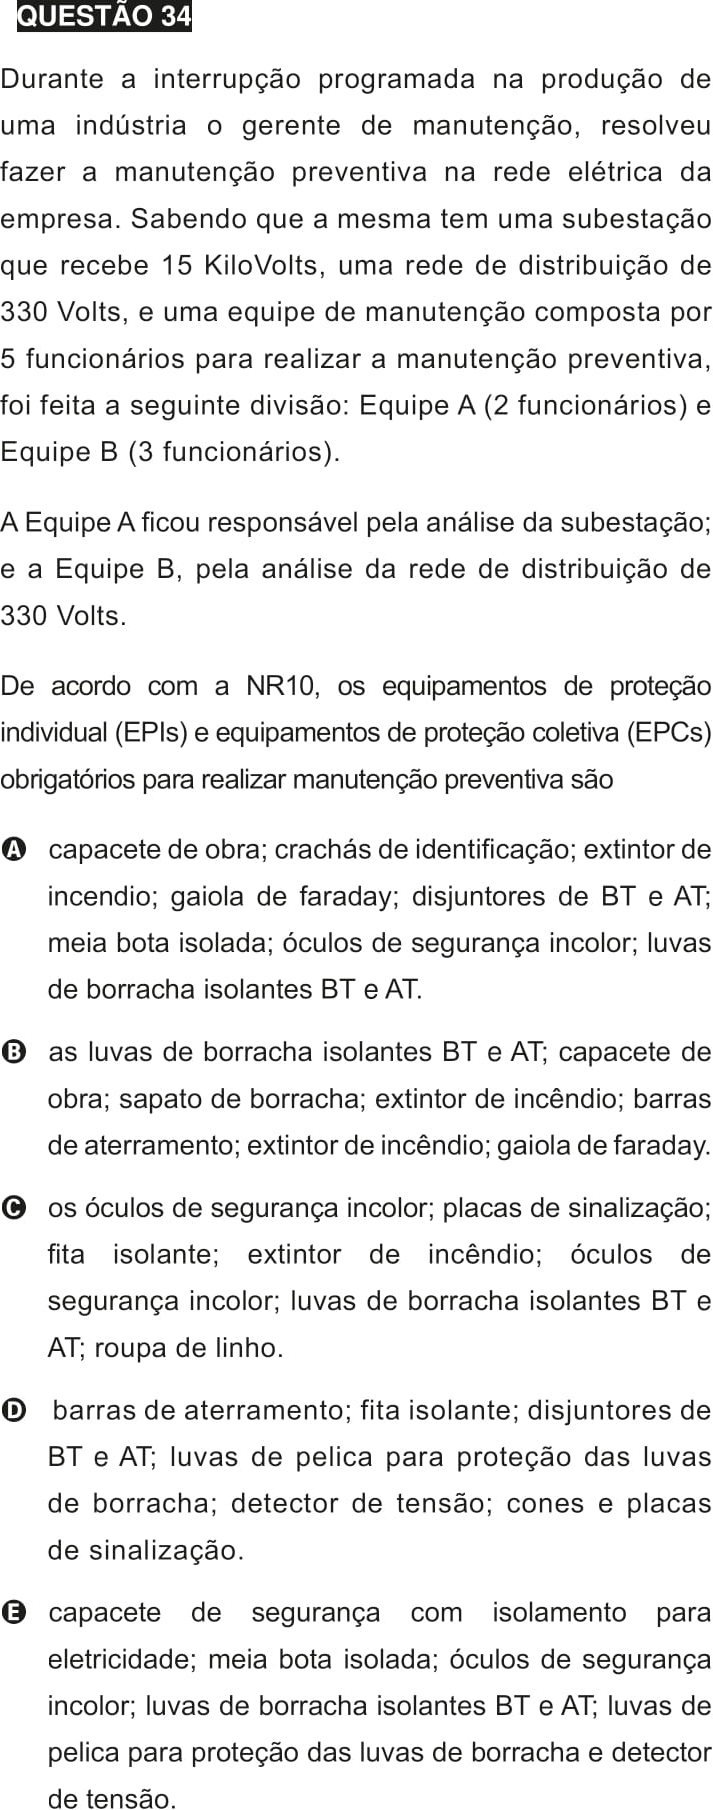 QUESTÃO 34
Durante a interrupção programada na produção de
uma indústria o gerente de manutenção, resolveu
fazer a manutenção preventiva na rede elétrica da
empresa. Sabendo que a mesma tem uma subestação
que recebe 15 KiloVolts, uma rede de distribuição de
330 Volts, e uma equipe de manutenção composta por
5 funcionários para realizar a manutenção preventiva,
foi feita a seguinte divisão: Equipe A (2 funcionários) e
Equipe B (3 funcionários).
A Equipe A ficou responsável pela análise da subestação;
e a Equipe B, pela análise da rede de distribuição de
330 Volts.
De acordo com a NR10, os equipamentos de proteção
individual (EPIs) e equipamentos de proteção coletiva (EPCs)
obrigatórios para realizar manutenção preventiva são
A capacete de obra; crachás de identificação; extintor de
incendio; gaiola de faraday; disjuntores de BT e AT;
meia bota isolada; óculos de segurança incolor; luvas
de borracha isolantes BT e AT.
B as luvas de borracha isolantes BT e AT; capacete de
obra; sapato de borracha; extintor de incêndio; barras
de aterramento; extintor de incêndio; gaiola de faraday.
C os óculos de segurança incolor; placas de sinalização;
fita isolante; extintor de incêndio; óculos de
segurança incolor; luvas de borracha isolantes BT e
AT; roupa de linho.
D barras de aterramento; fita isolante; disjuntores de
BT e AT; luvas de pelica para proteção das luvas
de borracha; detector de tensão; cones e placas
de sinalização.
E capacete de segurança com isolamento para
eletricidade; meia bota isolada; óculos de segurança
incolor; luvas de borracha isolantes BT e AT; luvas de
pelica para proteção das luvas de borracha e detector
de tensão.